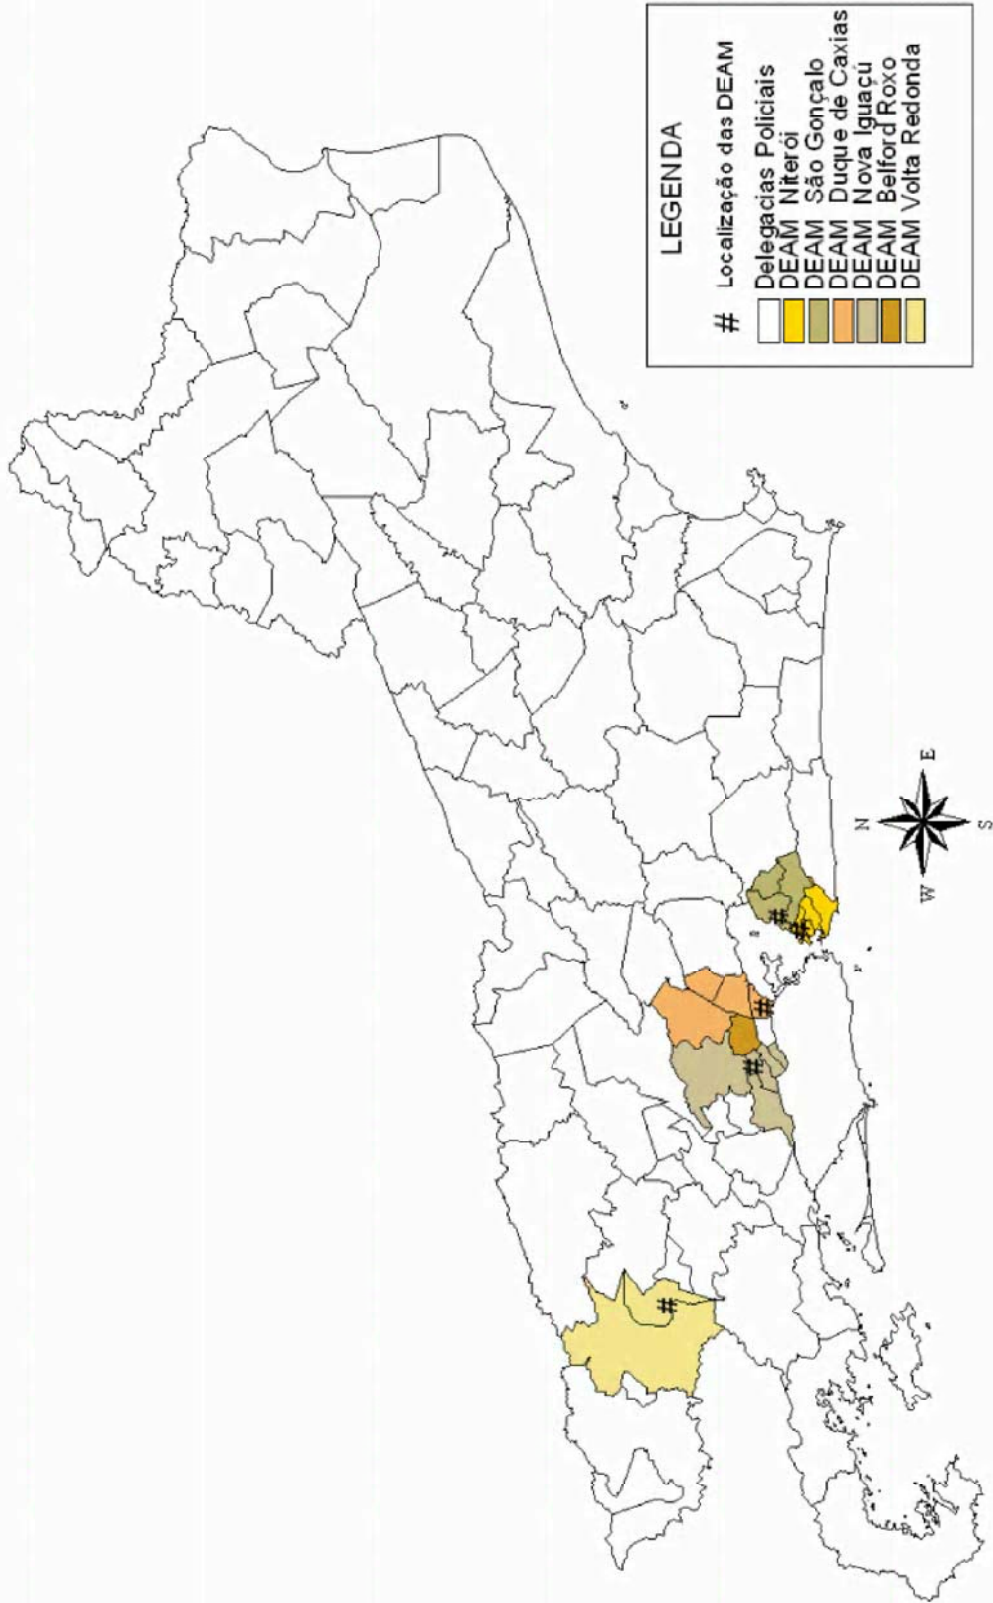 LEGENDA
# Localização das DEAM
Delegacias Policiais
DEAM Niterói
DEAM São Gonçalo
DEAM Duque de Caxias
DEAM Nova Iguaçú
DEAM Belford Roxo
DEAM Volta Redonda
N
W E
S